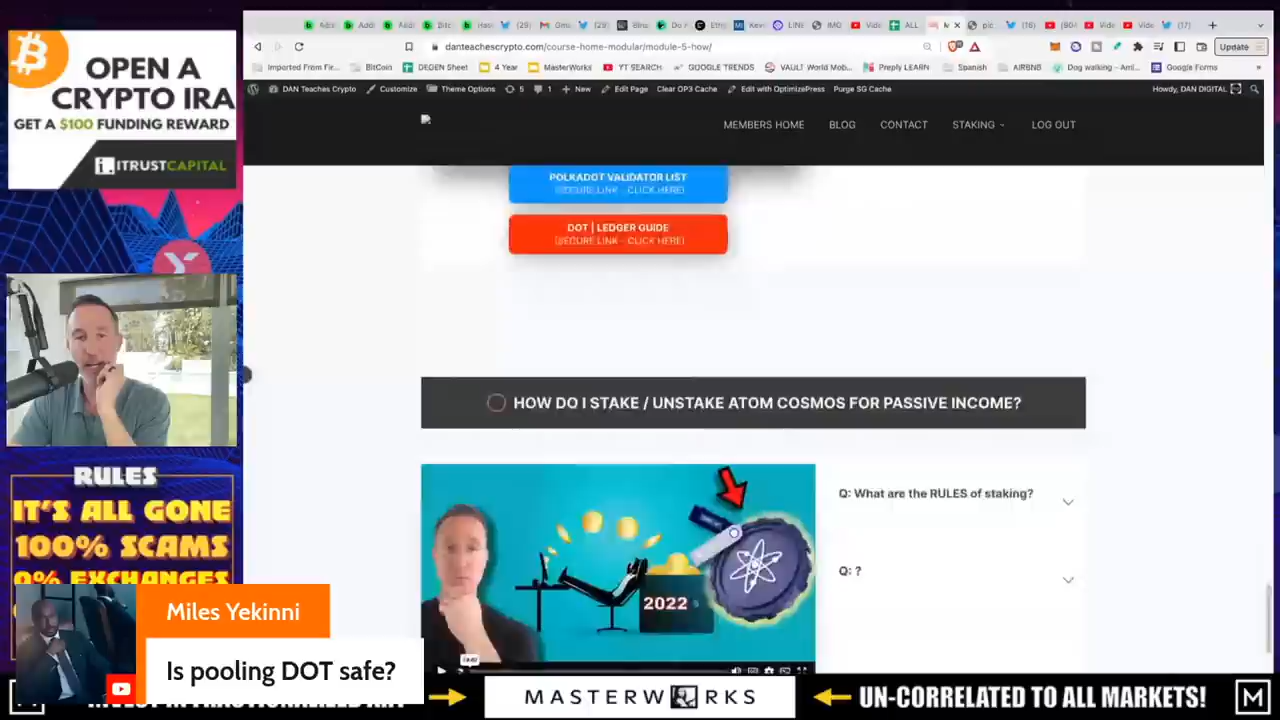 OPEN A
CRYPTO IRA
GET A $100 FUNDING REWARD
i. ITRUSTCAPITAL
danteachescrypto.com/course-home-modular/module-5-how/
Update
Imported From Fir...
BitCoin
DEGEN Sheet
4 Year
MasterWorks
YT SEARCH
GOOGLE TRENDS
VAULT World Mob...
Preply LEARN
Spanish
AIRBNB
Dog walking - Aml...
Google Forms
DAN Teaches Crypto
Customize
Theme Options
5
1
New
Edit Page
Clear OP3 Cache
Edit with OptimizePress
Purge SG Cache
Howdy, DAN DIGITAL
MEMBERS HOME
BLOG
CONTACT
STAKING
LOG OUT
POLKADOT VALIDATOR LIST
(SECURE LINK - CLICK HERE)
DOT | LEDGER GUIDE
(SECURE LINK - CLICK HERE)
HOW DO I STAKE / UNSTAKE ATOM COSMOS FOR PASSIVE INCOME?
Q: What are the RULES of staking?
Q: ?
2022
RULES
IT'S ALL GONE
100% SCAMS
0% EXCHANGES
Miles Yekinni
Is pooling DOT safe?
MASTERWORKS
UN-CORRELATED TO ALL MARKETS!